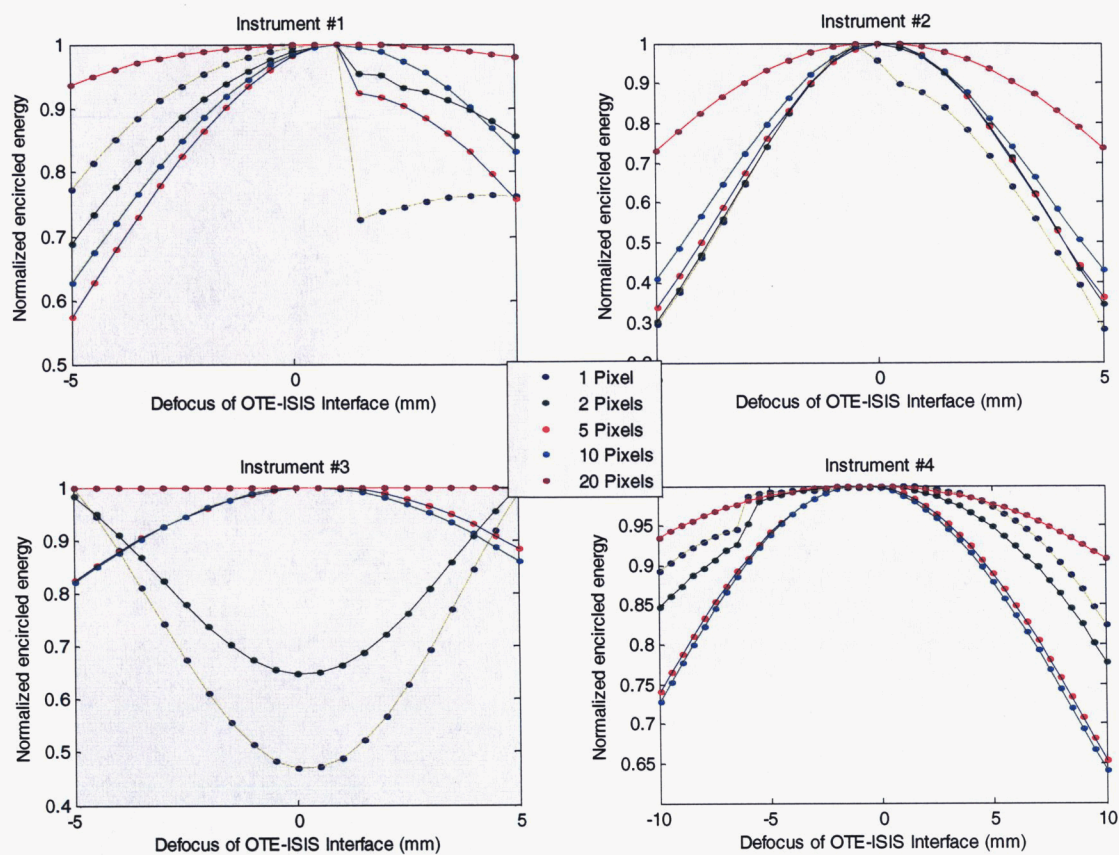 Instrument #1
Normalized encircled energy
1
0.9
0.8
0.7
0.6
0.5
-5
0
5
Defocus of OTE-ISIS Interface (mm)
Instrument #2
Normalized encircled energy
1
0.9
0.8
0.7
0.6
0.5
0.4
0.3
0.2
-5
0
5
Defocus of OTE-ISIS Interface (mm)
1 Pixel
2 Pixels
5 Pixels
10 Pixels
20 Pixels
Instrument #3
Normalized encircled energy
1
0.9
0.8
0.7
0.6
0.5
0.4
-5
0
5
Defocus of OTE-ISIS Interface (mm)
Instrument #4
Normalized encircled energy
0.95
0.9
0.85
0.8
0.75
0.7
0.65
-10
-5
0
5
10
Defocus of OTE-ISIS Interface (mm)